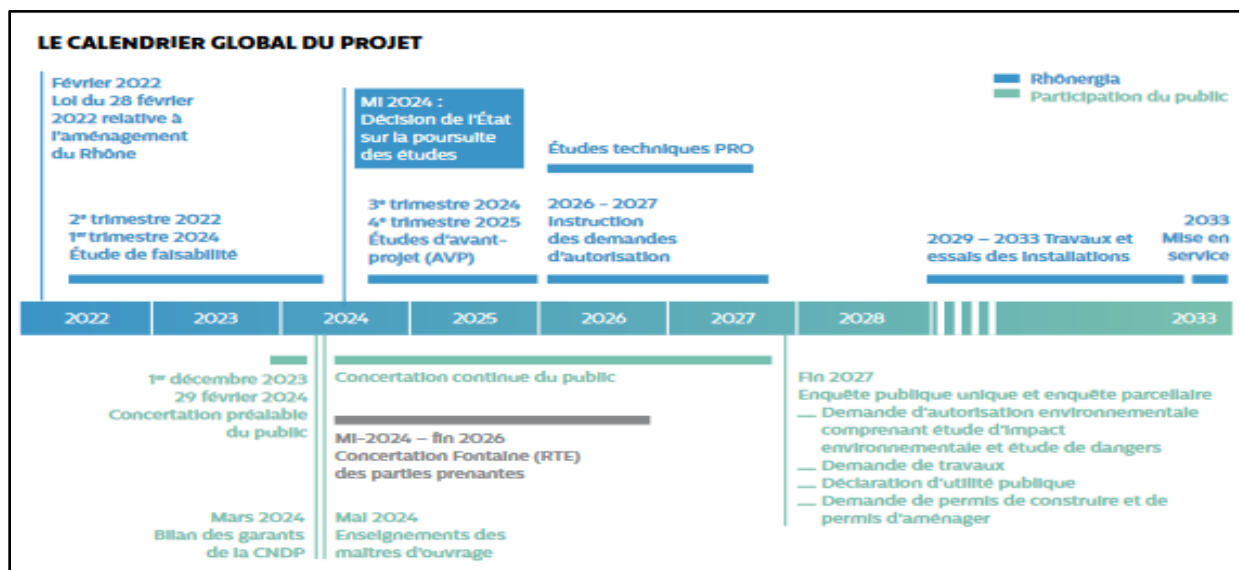 LE CALENDRIER GLOBAL DU PROJET
Rhônergia
Participation du public
Février 2022
Loi du 28 février
2022 relative à
l'aménagement
du Rhône
MI 2024 :
Décision de l'État
sur la poursuite
des études
Études techniques PRO
2e trimestre 2022
1er trimestre 2024
Étude de faisabilité
3e trimestre 2024
4e trimestre 2025
Études d'avant-
projet (AVP)
2026 – 2027
Instruction
des demandes
d'autorisation
2029 – 2033 Travaux et
essais des installations
2033
Mise en
service
2022 2023 2024 2025 2026 2027 2028 2033
1er décembre 2023
29 février 2024
Concertation préalable
du public
Concertation continue du public
MI-2024 – fin 2026
Concertation Fontaine (RTE)
des parties prenantes
Mars 2024
Bilan des garants
de la CNDP
Mai 2024
Enseignements des
maîtres d'ouvrage
Fin 2027
Enquête publique unique et enquête parcellaire
— Demande d'autorisation environnementale
comprenant étude d'impact
environnementale et étude de dangers
— Demande de travaux
— Déclaration d'utilité publique
— Demande de permis de construire et de
permis d'aménager